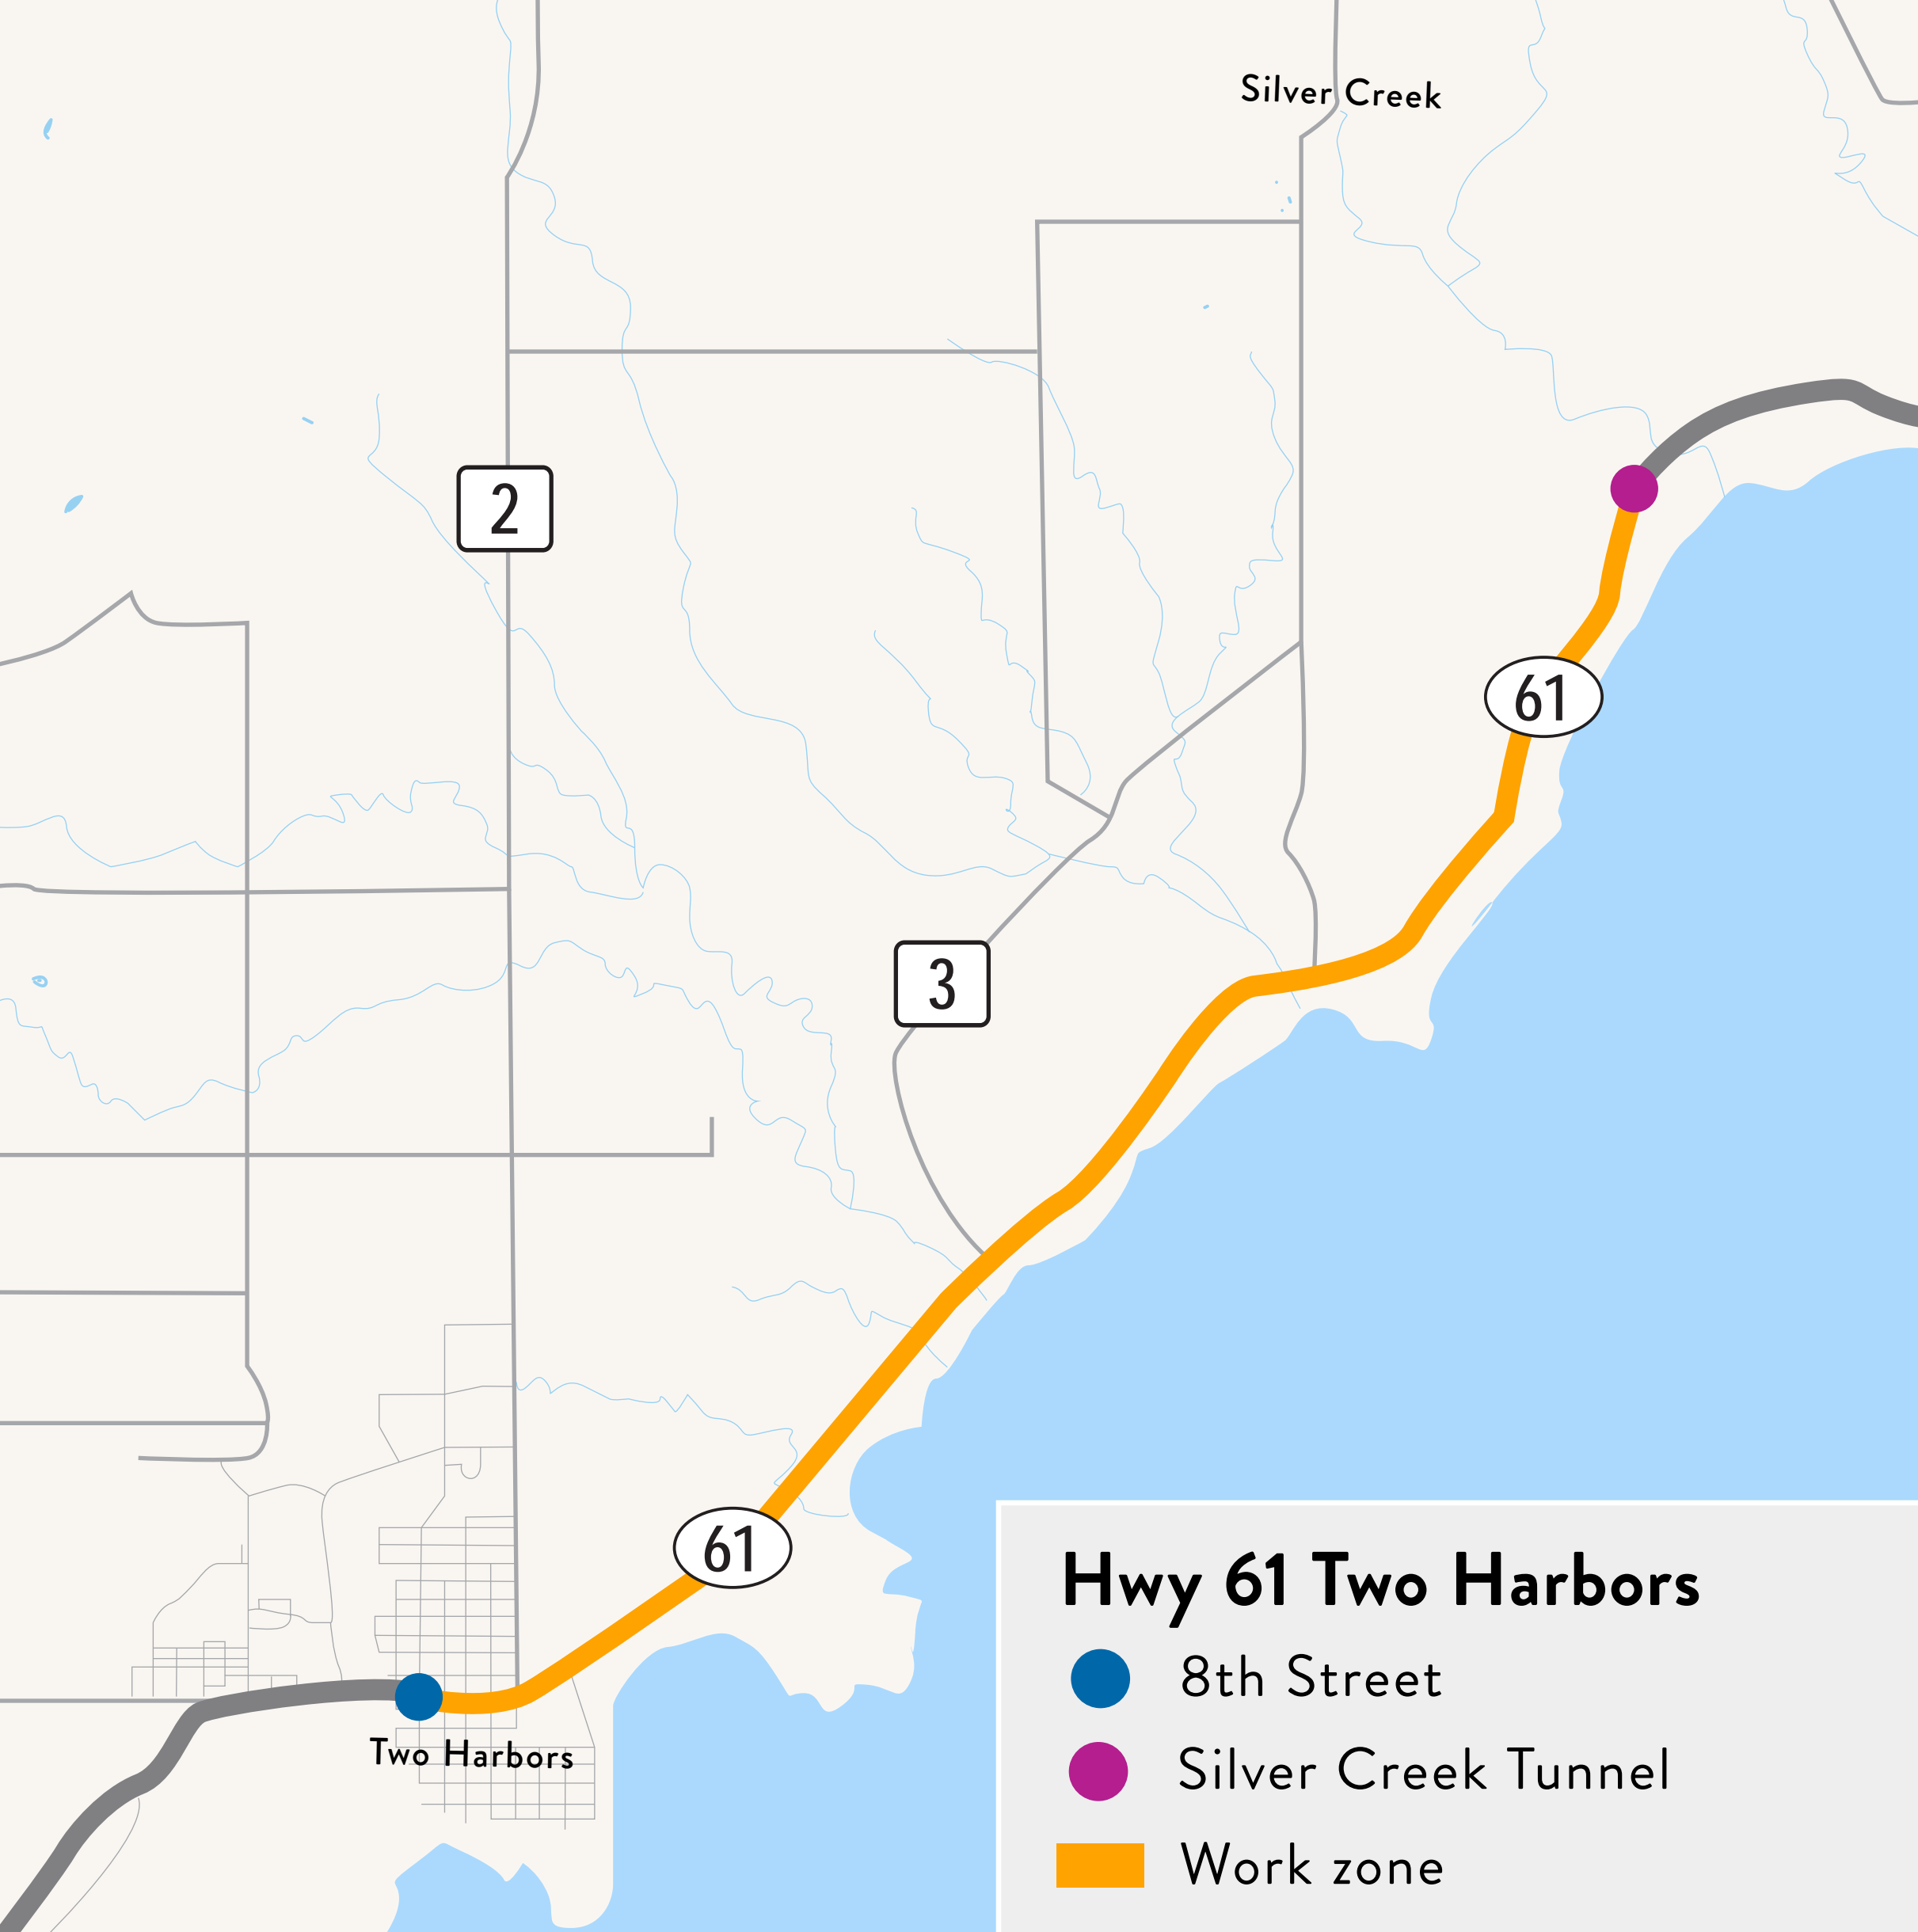 Silver Creek
2
61
3
61
Two Harbors
Hwy 61 Two Harbors
8th Street
Silver Creek Tunnel
Work zone